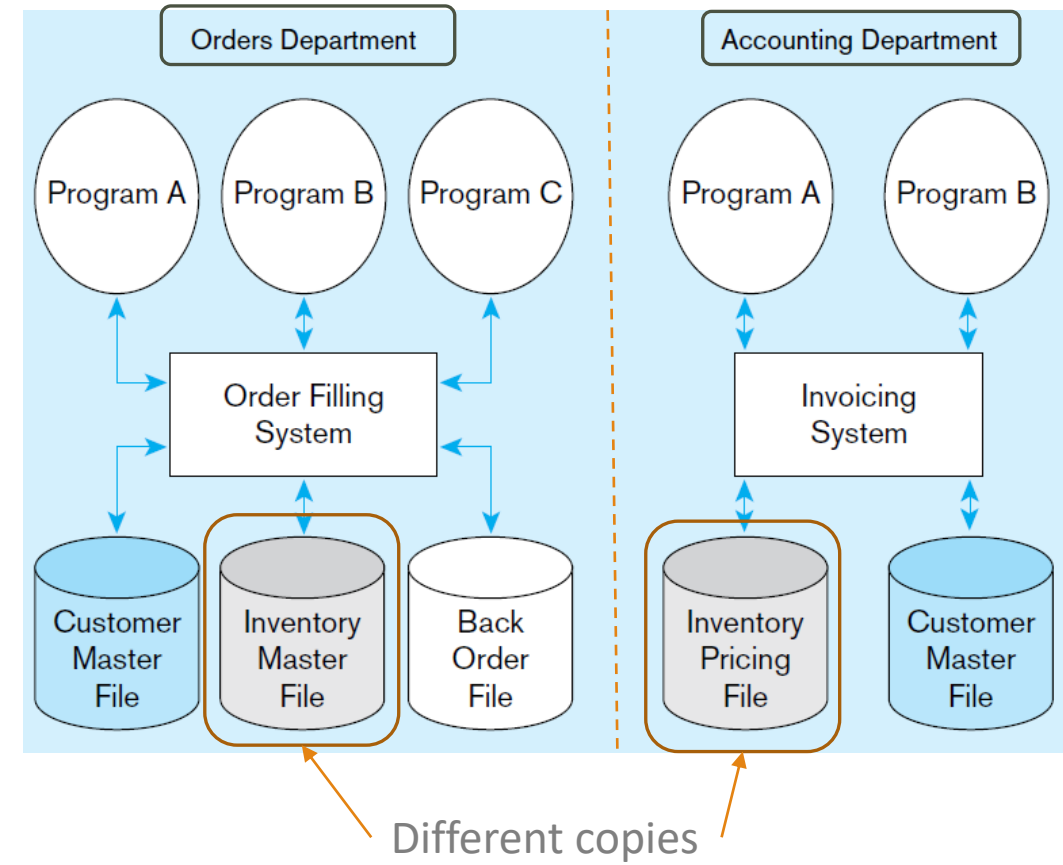 Orders Department
Accounting Department
Program A
Program B
Program C
Program A
Program B
Order Filling
System
Invoicing
System
Customer
Master
File
Inventory
Master
File
Back
Order
File
Inventory
Pricing
File
Customer
Master
File
Different copies